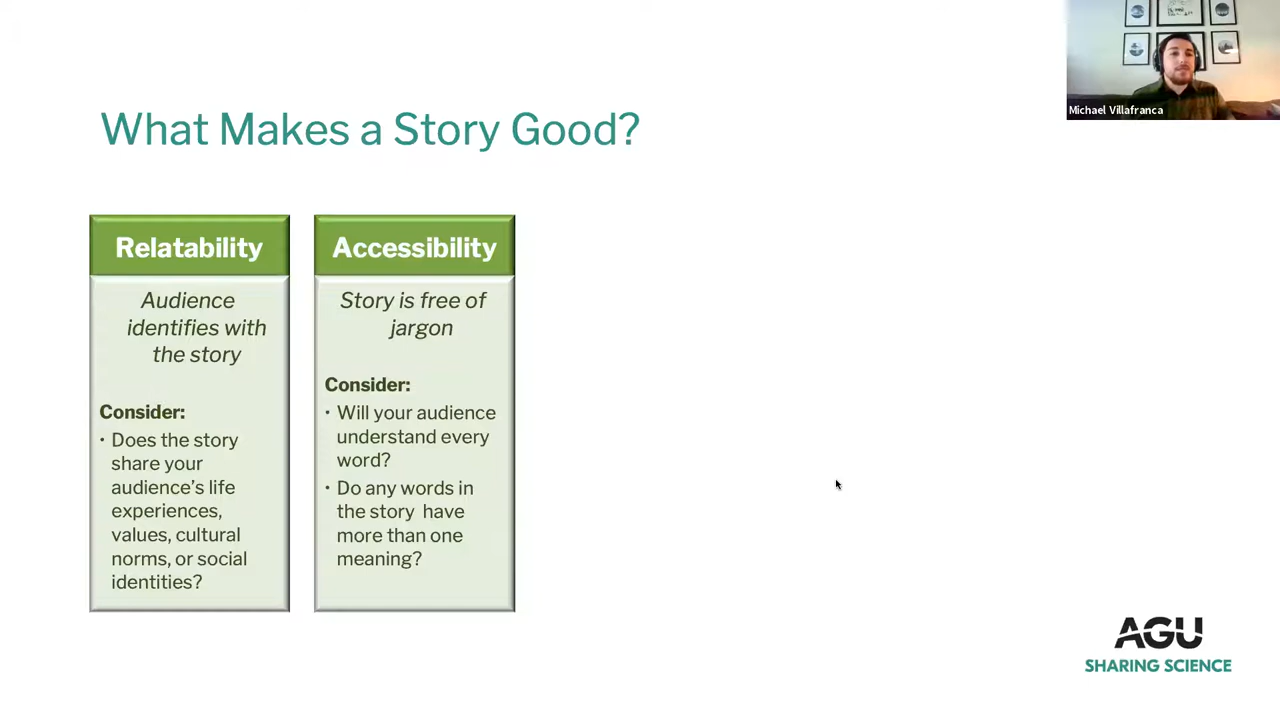 What Makes a Story Good?
Michael Villafranca
Relatability
Audience
identifies with
the story
Consider:
• Does the story
share your
audience's life
experiences,
values, cultural
norms, or social
identities?
Accessibility
Story is free of
jargon
Consider:
• Will your audience
understand every
word?
• Do any words in
the story have
more than one
meaning?
AGU
SHARING SCIENCE